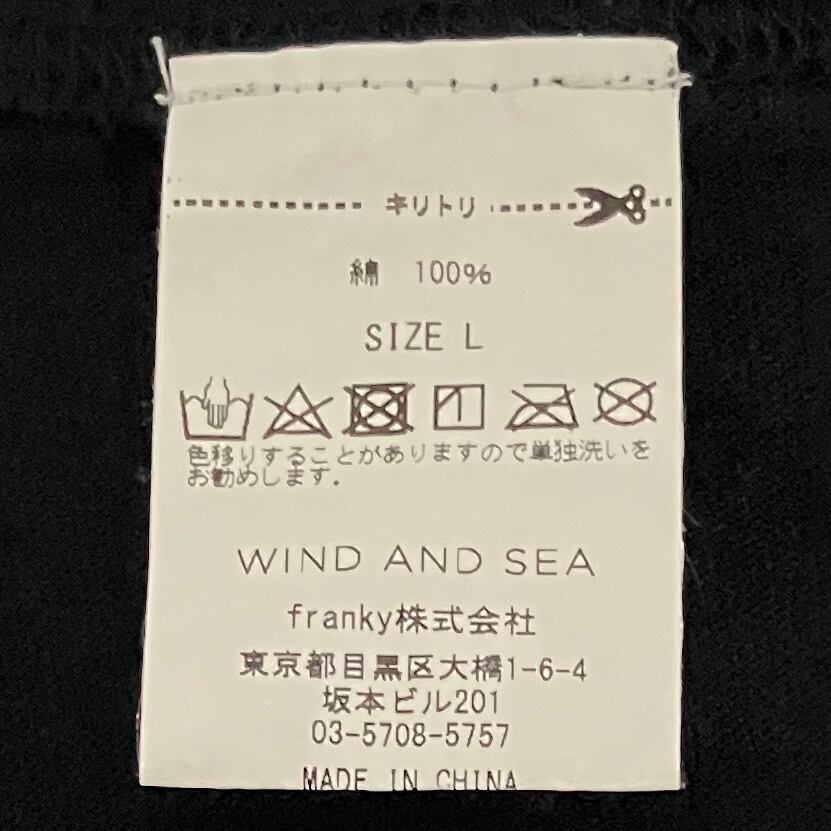 キリトリ
綿 100%
SIZE L
色移りすることがありますので単独洗いを
お勧めします。
WIND AND SEA
franky株式会社
東京都目黒区大橋1-6-4
坂本ビル201
03-5708-5757
MADE IN CHINA